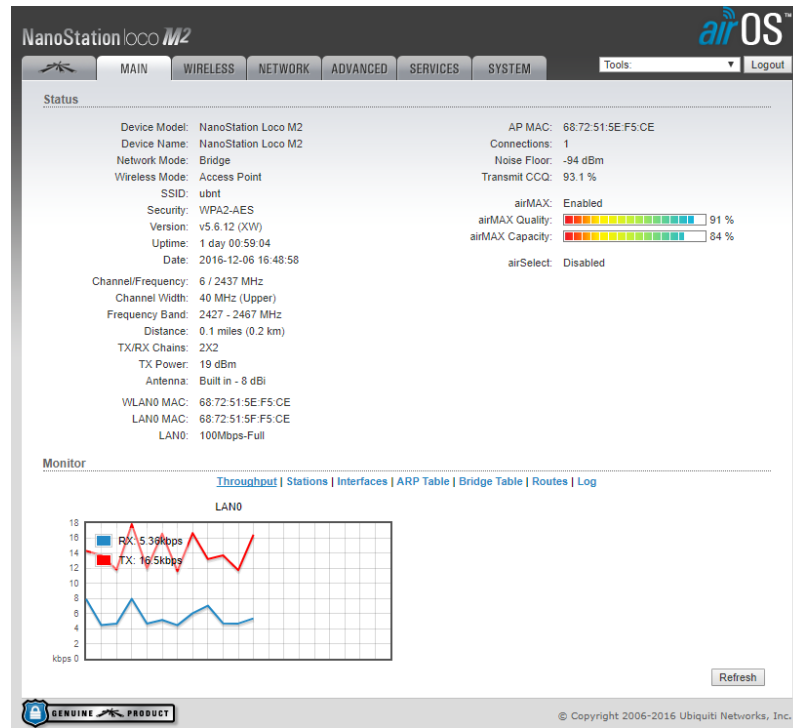 NanoStation loco M2
airOS™
MAIN WIRELESS NETWORK ADVANCED SERVICES SYSTEM Tools: Logout
Status
Device Model: NanoStation Loco M2
Device Name: NanoStation Loco M2
Network Mode: Bridge
Wireless Mode: Access Point
SSID: ubnt
Security: WPA2-AES
Version: v5.6.12 (XW)
Uptime: 1 day 00:59:04
Date: 2016-12-06 16:48:58
Channel/Frequency: 6 / 2437 MHz
Channel Width: 40 MHz (Upper)
Frequency Band: 2427 - 2467 MHz
Distance: 0.1 miles (0.2 km)
TX/RX Chains: 2X2
TX Power: 19 dBm
Antenna: Built in - 8 dBi
WLAN0 MAC: 68:72:51:5E:F5:CE
LAN0 MAC: 68:72:51:5F:F5:CE
LAN0: 100Mbps-Full
AP MAC: 68:72:51:5E:F5:CE
Connections: 1
Noise Floor: -94 dBm
Transmit CCQ: 93.1 %
airMAX: Enabled
airMAX Quality: 91 %
airMAX Capacity: 84 %
airSelect: Disabled
Monitor
Throughput | Stations | Interfaces | ARP Table | Bridge Table | Routes | Log
LAN0
18
16
14
12
10
8
6
4
2
kbps 0
RX: 5.36kbps
TX: 16.5kbps
Refresh
GENUINE PRODUCT
© Copyright 2006-2016 Ubiquiti Networks, Inc.